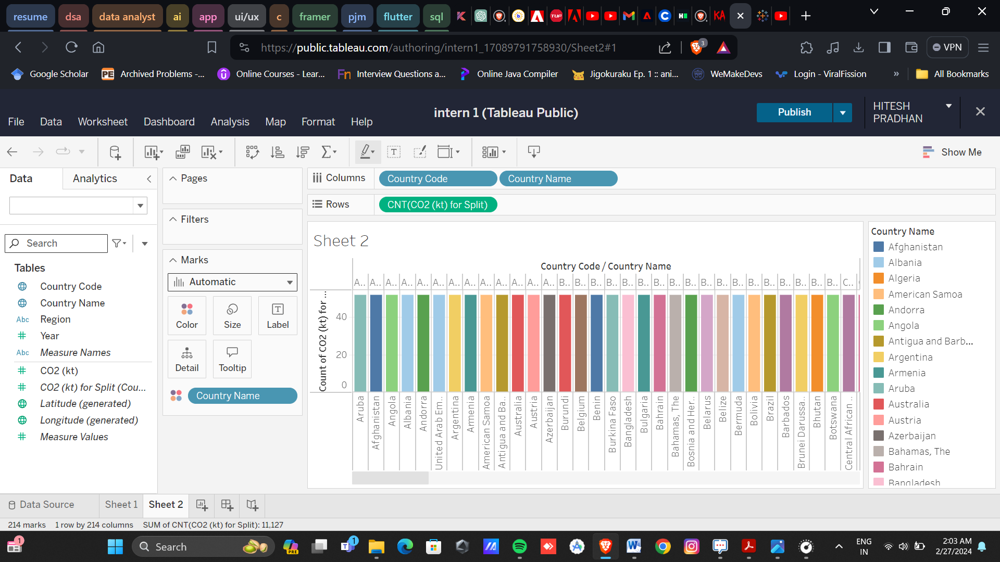 resume
dsa
data analyst
ai
app
ui/ux
c
framer
pjm
flutter
sql
https://public.tableau.com/authoring/intern1_17089791758930/Sheet2#1
3
VPN
Google Scholar
Archived Problems -...
Online Courses - Lear...
Interview Questions a...
Online Java Compiler
Jigokuraku Ep. 1 :: ani...
WeMakeDevs
Login - ViralFission
»
All Bookmarks
File
Data
Worksheet
Dashboard
Analysis
Map
Format
Help
intern 1 (Tableau Public)
Publish
HITESH
PRADHAN
Show Me
Data
Analytics
Search
Tables
Country Code
Country Name
Abc Region
Year
Abc Measure Names
CO2 (kt)
CO2 (kt) for Split (Cou...
Latitude (generated)
Longitude (generated)
Measure Values
Pages
Filters
Marks
Automatic
Color
Size
Label
Detail
Tooltip
Country Name
Columns
Country Code
Country Name
Rows
CNT(CO2 (kt) for Split)
Sheet 2
Country Code / Country Name
A.. A.. A.. A.. A.. A.. A.. A.. A.. A.. A.. A.. A.. B.. B.. B.. B.. B.. B.. B.. B.. B.. B.. B.. B.. B.. B.. B.. B.. B.. B.. C..
Count of CO2 (kt) for ...
40
20
0
Aruba
Afghanistan
Angola
Albania
Andorra
United Arab Em..
Argentina
Armenia
American Samoa
Antigua and Ba..
Australia
Austria
Azerbaijan
Burundi
Belgium
Benin
Burkina Faso
Bangladesh
Bulgaria
Bahrain
Bahamas, The
Bosnia and Her..
Belarus
Belize
Bermuda
Bolivia
Brazil
Barbados
Brunei Darussa..
Bhutan
Botswana
Central African ..
Country Name
Afghanistan
Albania
Algeria
American Samoa
Andorra
Angola
Antigua and Barb...
Argentina
Armenia
Aruba
Australia
Austria
Azerbaijan
Bahamas, The
Bahrain
Bangladesh
Data Source
Sheet 1
Sheet 2
214 marks
1 row by 214 columns
SUM of CNT(CO2 (kt) for Split): 11,127
1
Search
PRE
1
ENG
IN
2:03 AM
2/27/2024